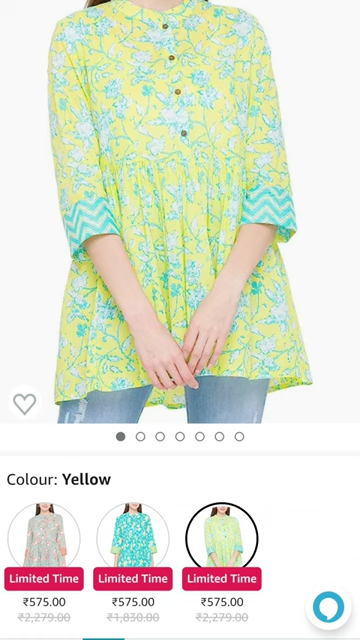 Colour: Yellow
Limited Time Limited Time Limited Time
₹575.00 ₹575.00 ₹575.00
₹2,279.00 ₹1,830.00 ₹2,279.00